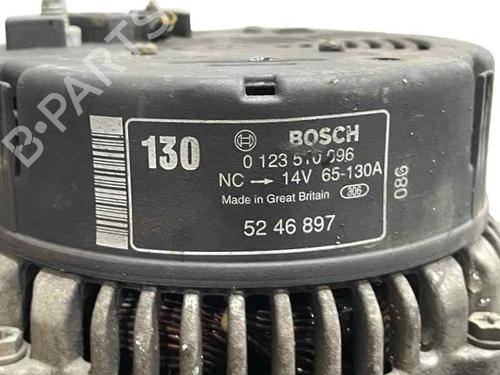 B-PARTS
130
BOSCH
0 123 510 096
NC → 14V 65-130A
Made in Great Britain 806
52 46 897
086